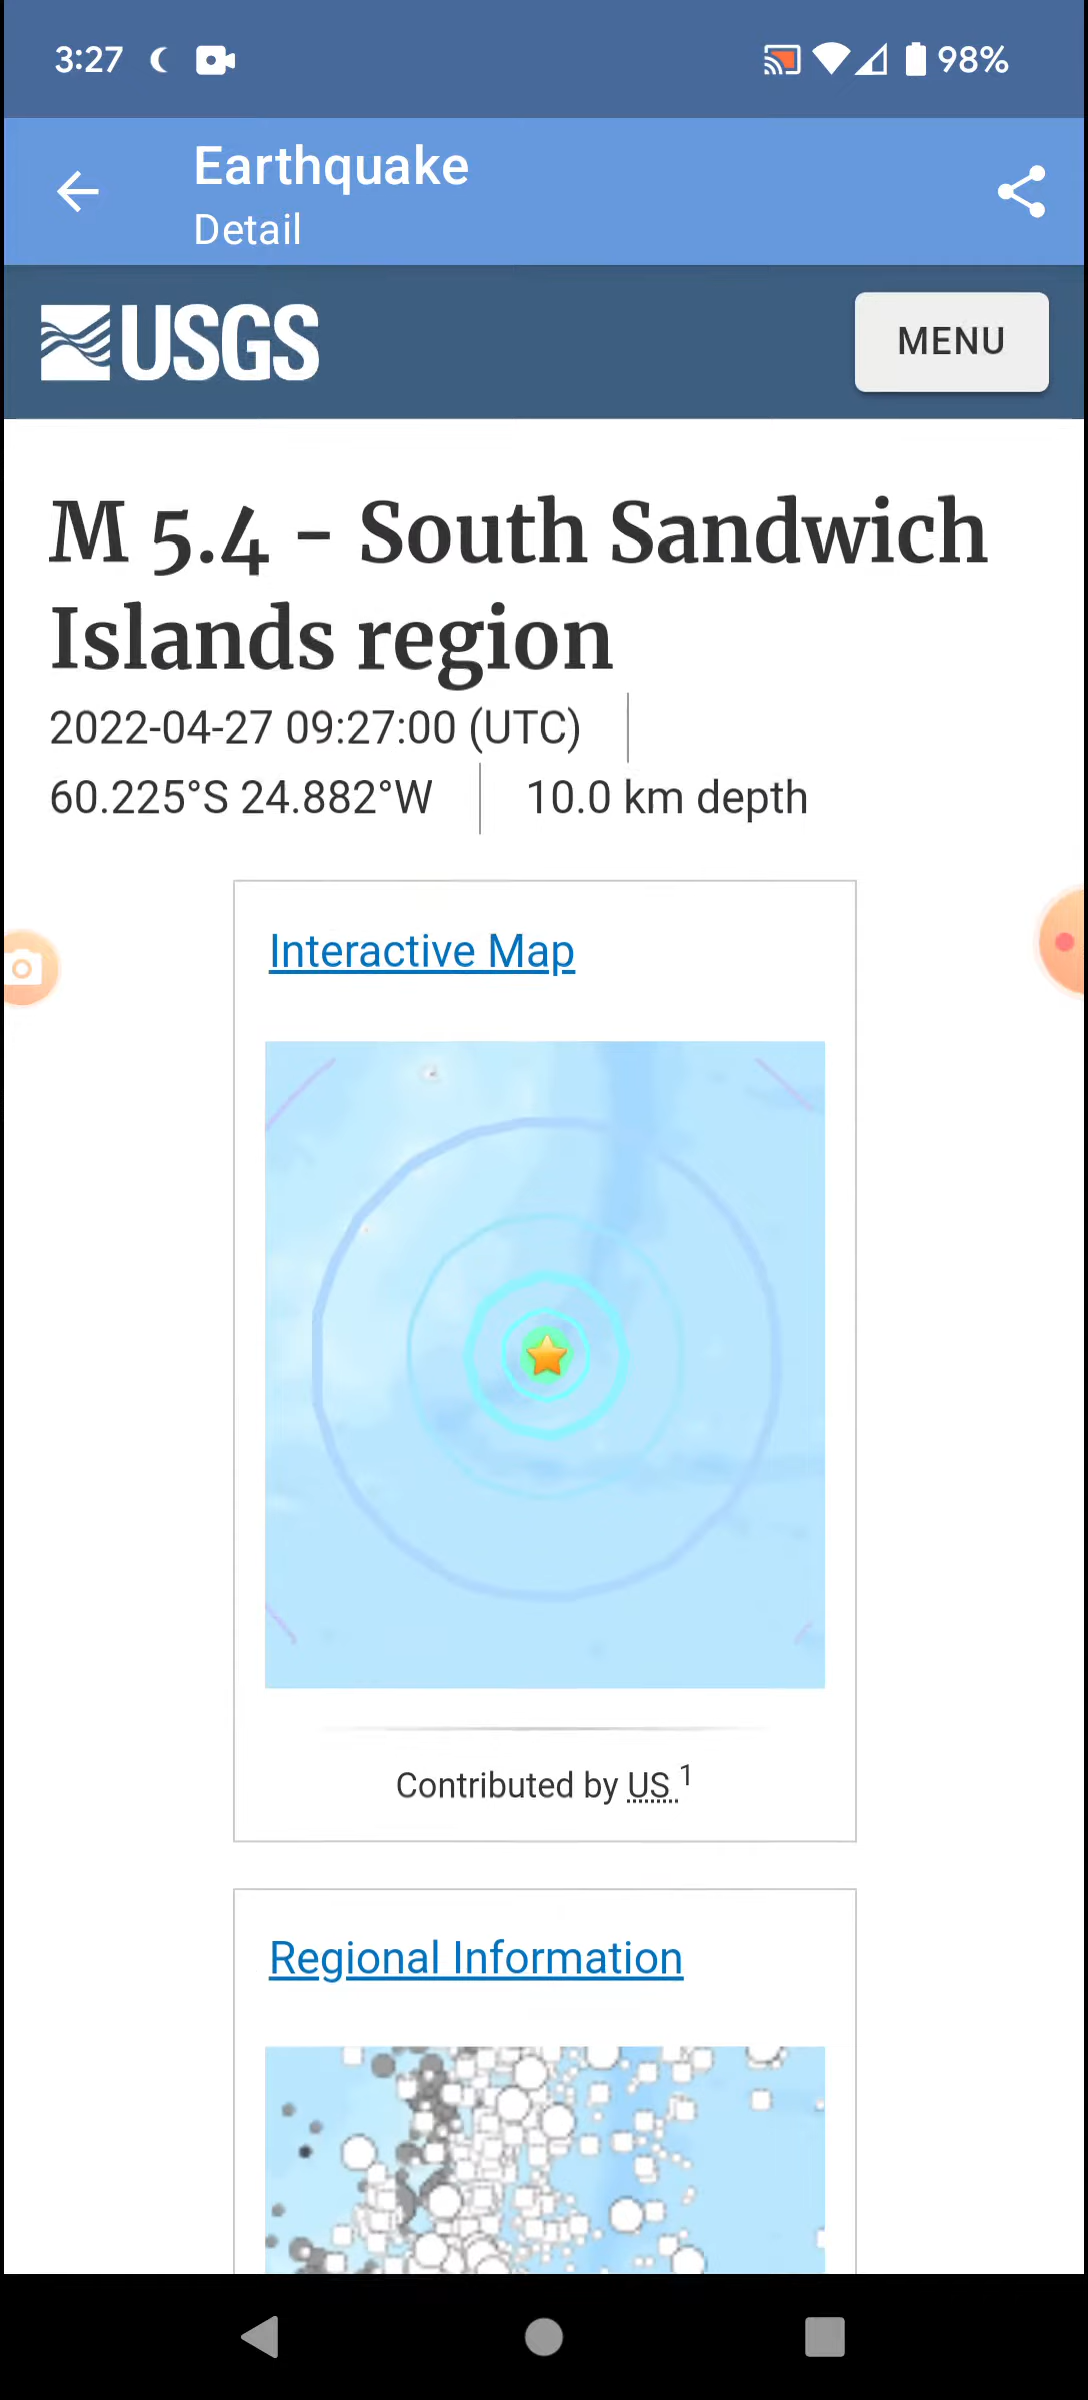 3:27
98%
Earthquake
Detail
USGS
MENU
M 5.4 - South Sandwich
Islands region
2022-04-27 09:27:00 (UTC)
60.225°S 24.882°W
10.0 km depth
Interactive Map
Contributed by US 1
Regional Information